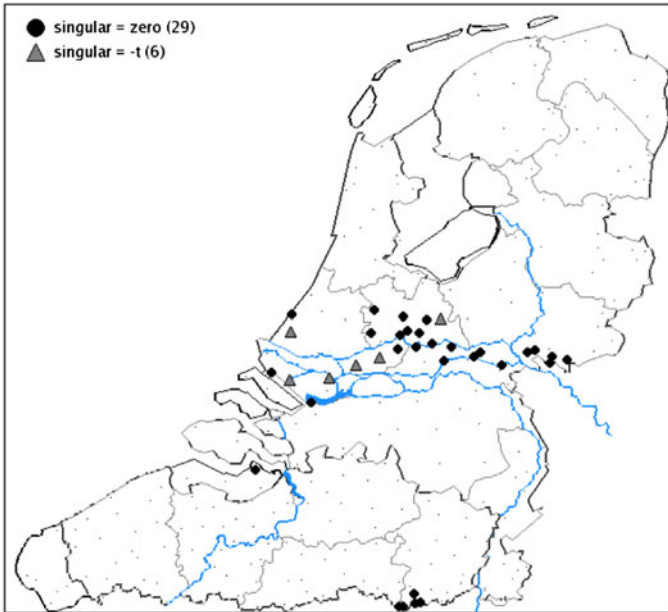 singular = zero (29)
singular = -t (6)